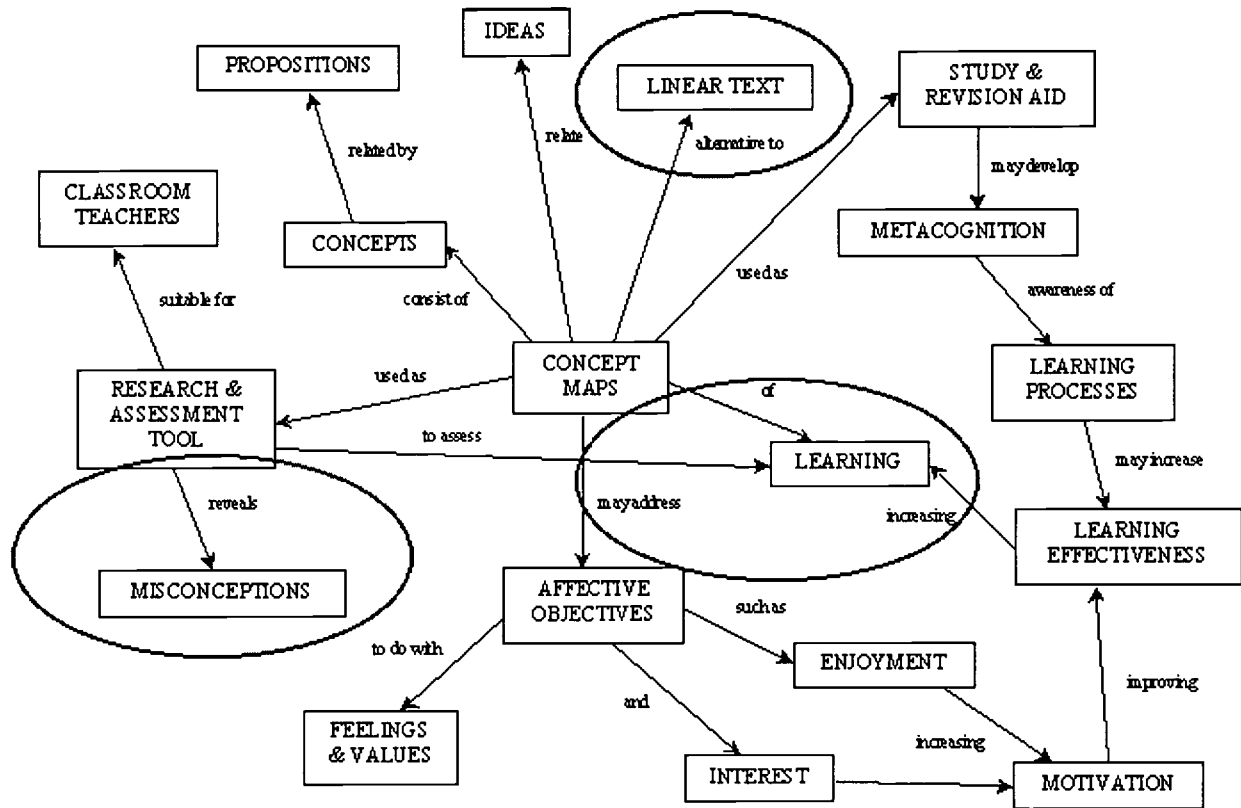 IDEAS
PROPOSITIONS
LINEAR TEXT
STUDY &
REVISION AID
relate
alternative to
related by
may develop
CLASSROOM
TEACHERS
CONCEPTS
METACOGNITION
used as
suitable for
consist of
awareness of
CONCEPT
MAPS
LEARNING
PROCESSES
RESEARCH &
ASSESSMENT
TOOL
used as
of
to assess
LEARNING
may increase
reveals
may address
increasing
LEARNING
EFFECTIVENESS
MISCONCEPTIONS
AFFECTIVE
OBJECTIVES
such as
to do with
ENJOYMENT
improving
and
FEELINGS
& VALUES
increasing
INTEREST
MOTIVATION